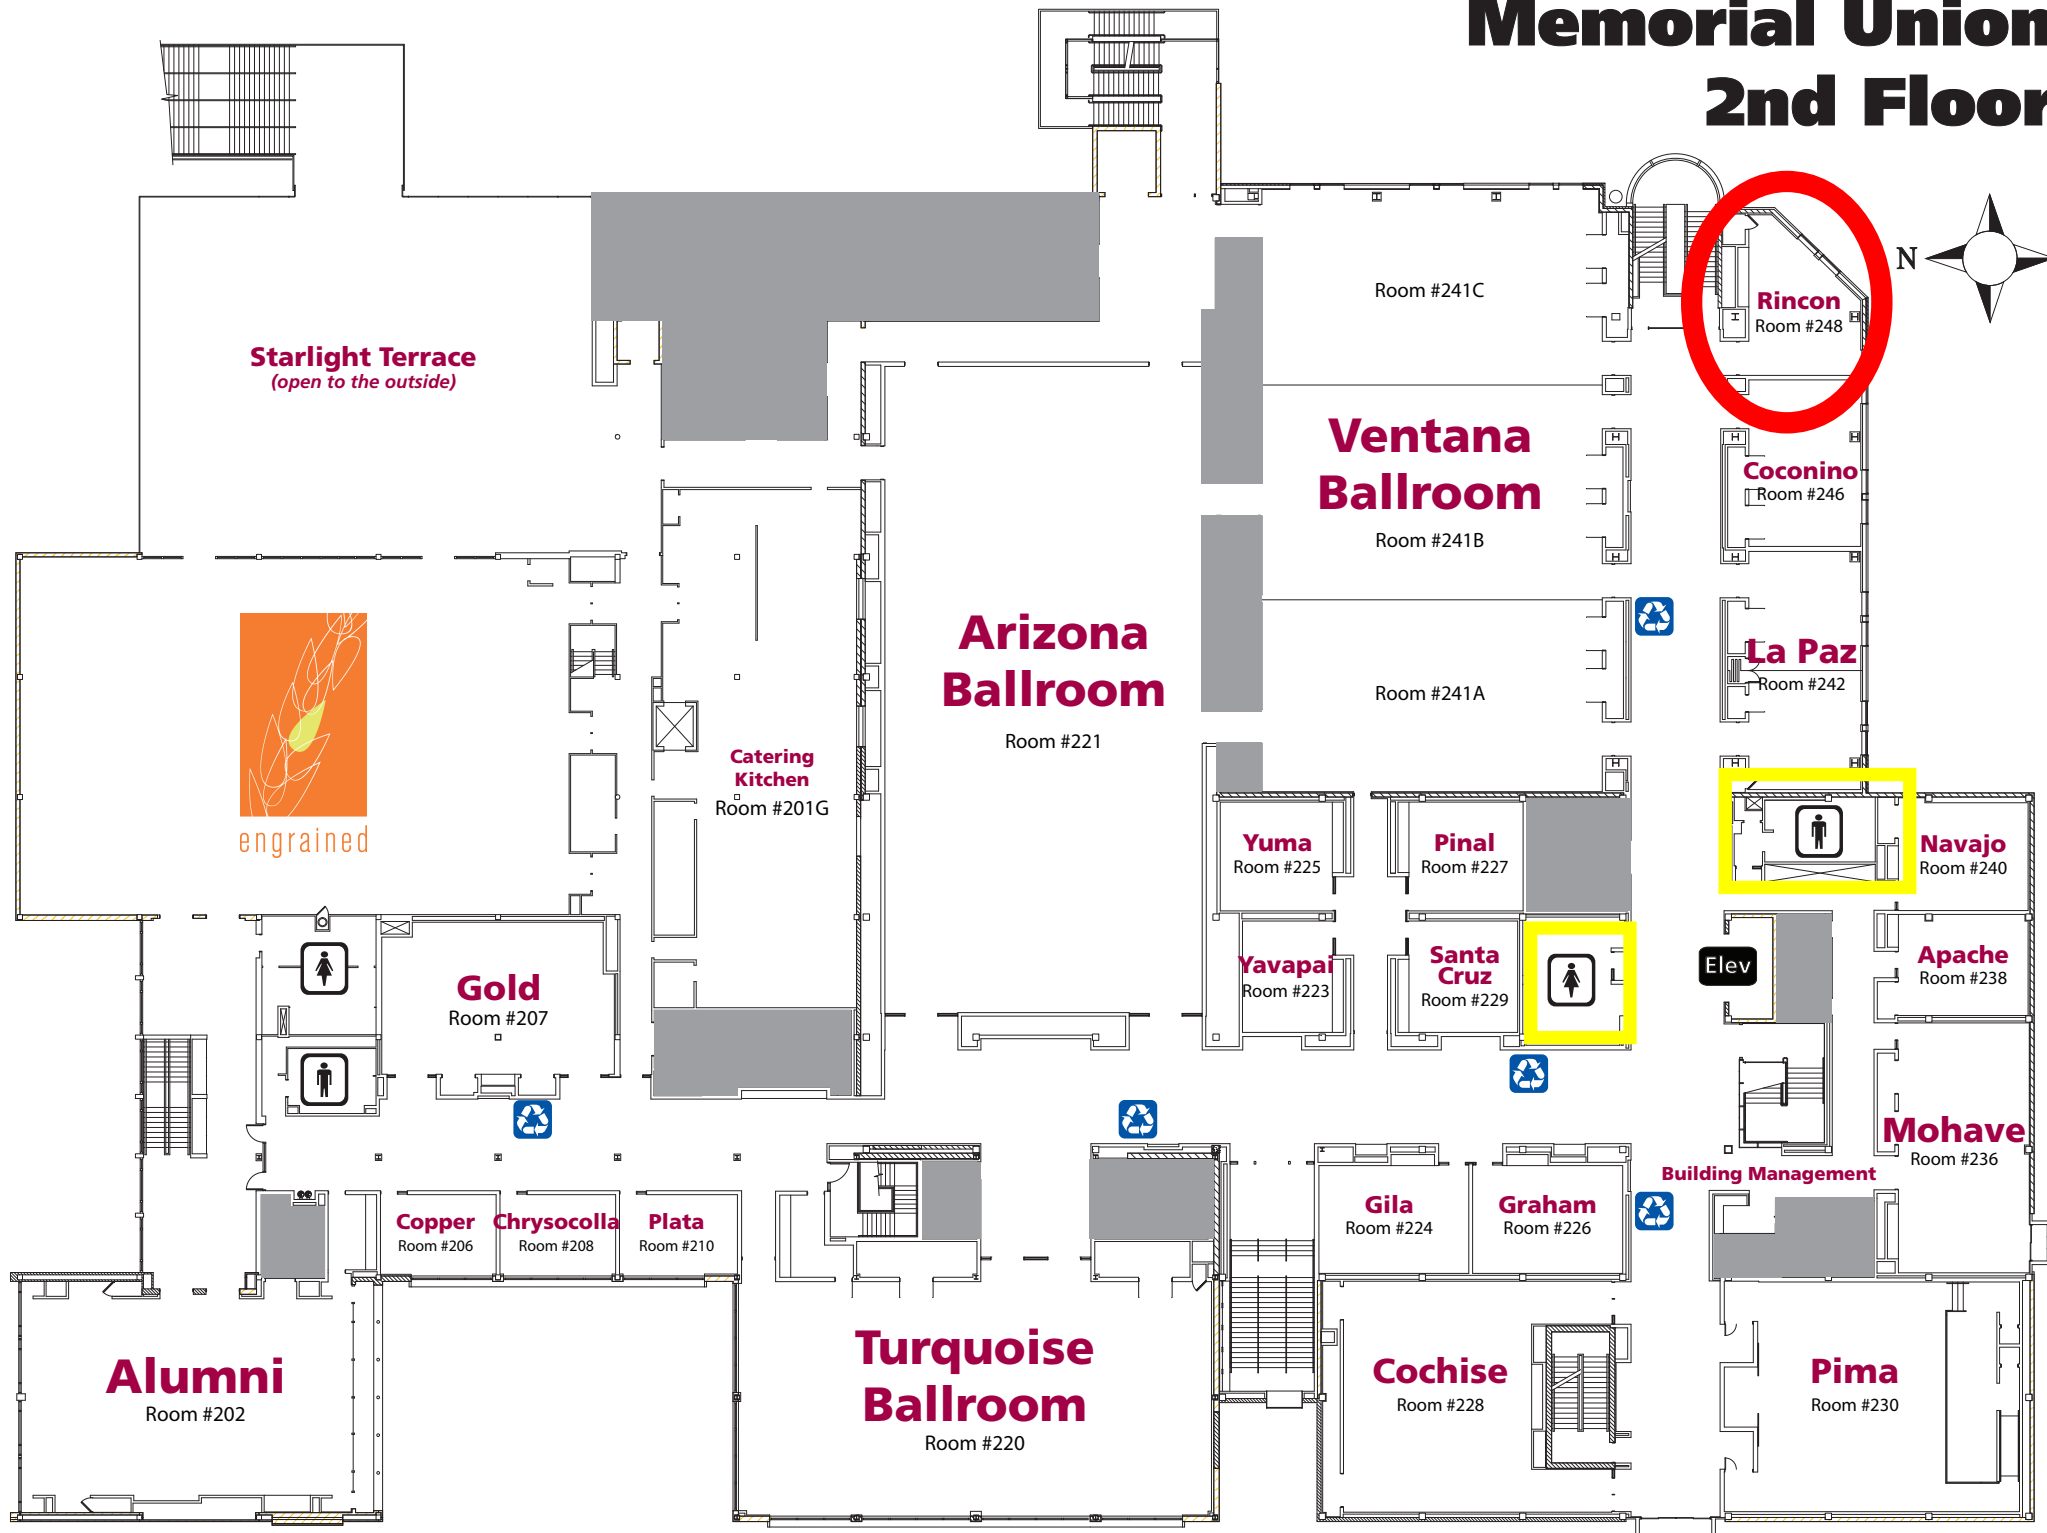 Memorial Union
2nd Floor
N
Starlight Terrace
(open to the outside)
Room #241C
Rincon
Room #248
Ventana
Ballroom
Room #241B
Coconino
Room #246
engrained
Arizona
Ballroom
Room #221
Room #241A
La Paz
Room #242
Catering
Kitchen
Room #201G
Yuma
Room #225
Pinal
Room #227
Navajo
Room #240
Gold
Room #207
Yavapai
Room #223
Santa
Cruz
Room #229
Elev
Apache
Room #238
Mohave
Room #236
Building Management
Copper
Room #206
Chrysocolla
Room #208
Plata
Room #210
Gila
Room #224
Graham
Room #226
Alumni
Room #202
Turquoise
Ballroom
Room #220
Cochise
Room #228
Pima
Room #230